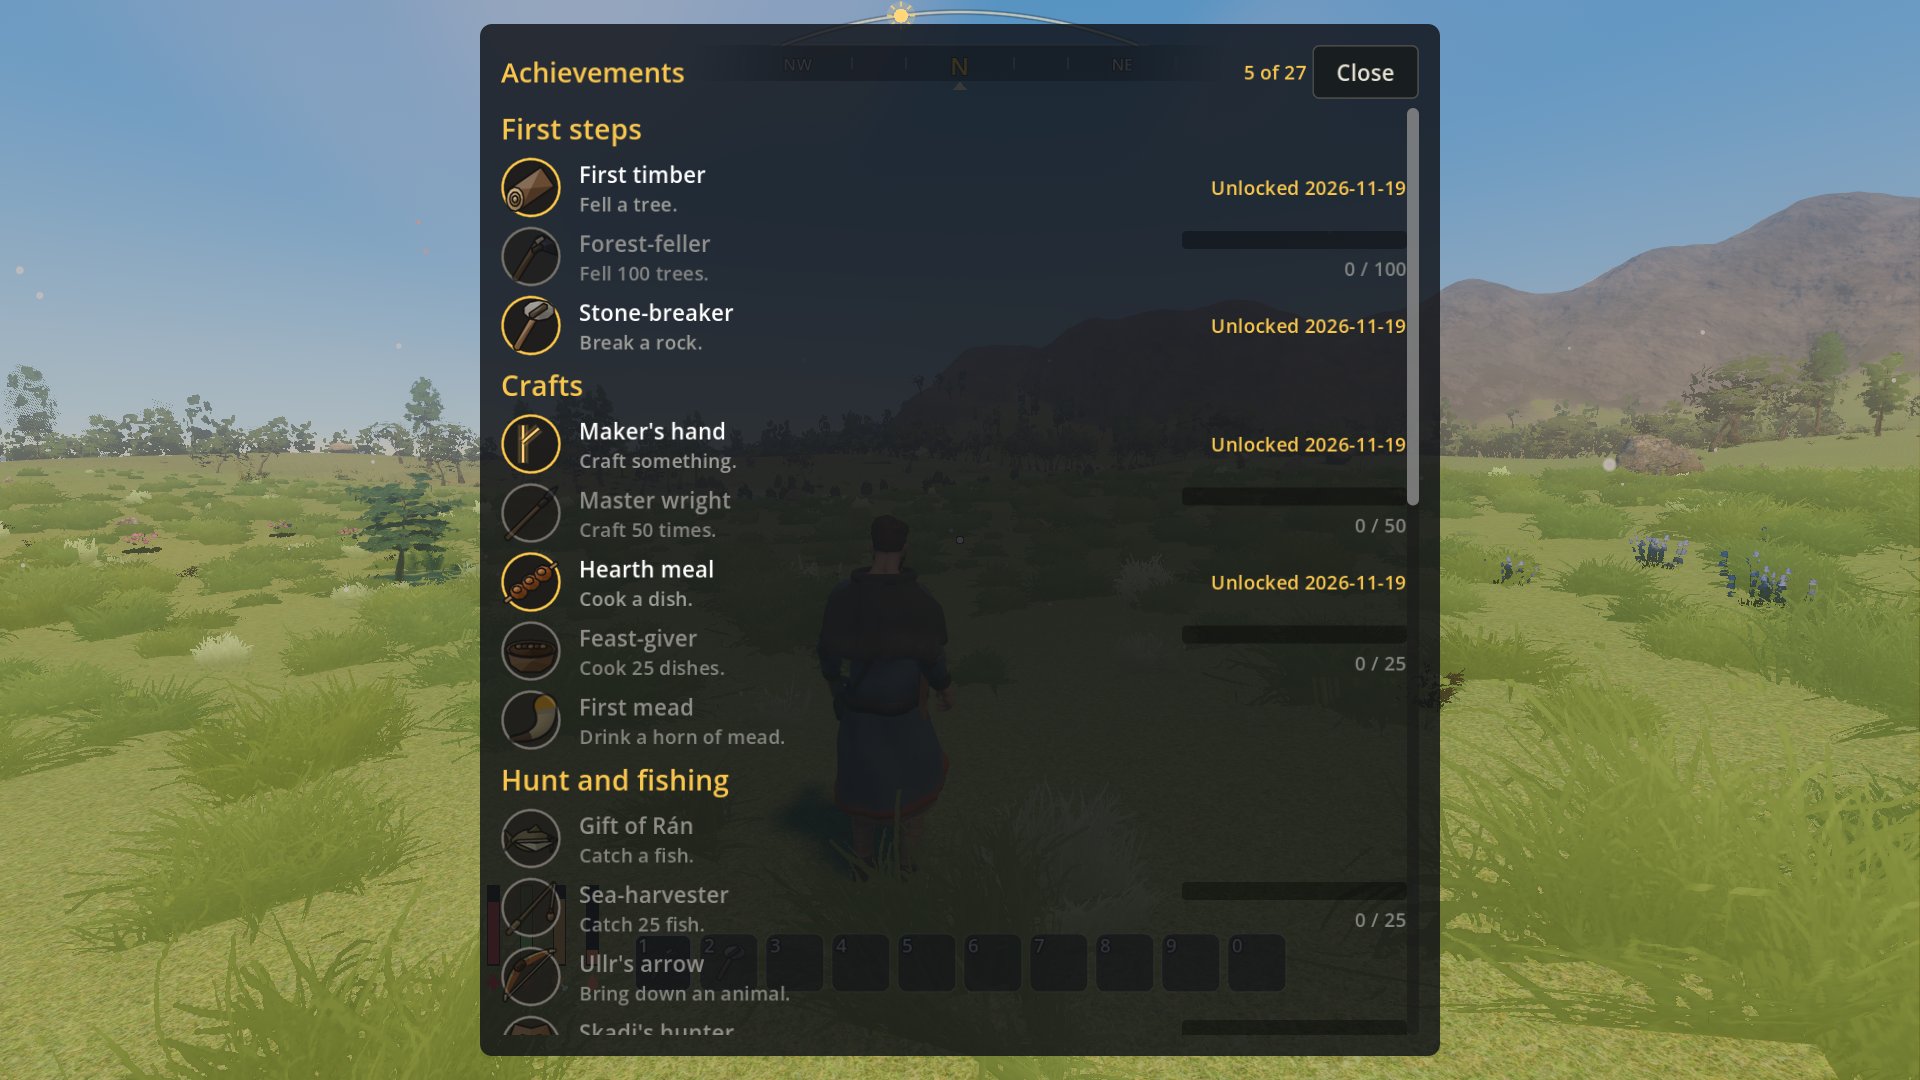 NW N NE
Achievements
5 of 27
Close
First steps
First timber
Fell a tree.
Unlocked 2026-11-19
Forest-feller
Fell 100 trees.
0 / 100
Stone-breaker
Break a rock.
Unlocked 2026-11-19
Crafts
Maker's hand
Craft something.
Unlocked 2026-11-19
Master wright
Craft 50 times.
0 / 50
Hearth meal
Cook a dish.
Unlocked 2026-11-19
Feast-giver
Cook 25 dishes.
0 / 25
First mead
Drink a horn of mead.
Hunt and fishing
Gift of Rán
Catch a fish.
Sea-harvester
Catch 25 fish.
0 / 25
1 2 3 4 5 6 7 8 9 0
Ullr's arrow
Bring down an animal.
Skadi's hunter